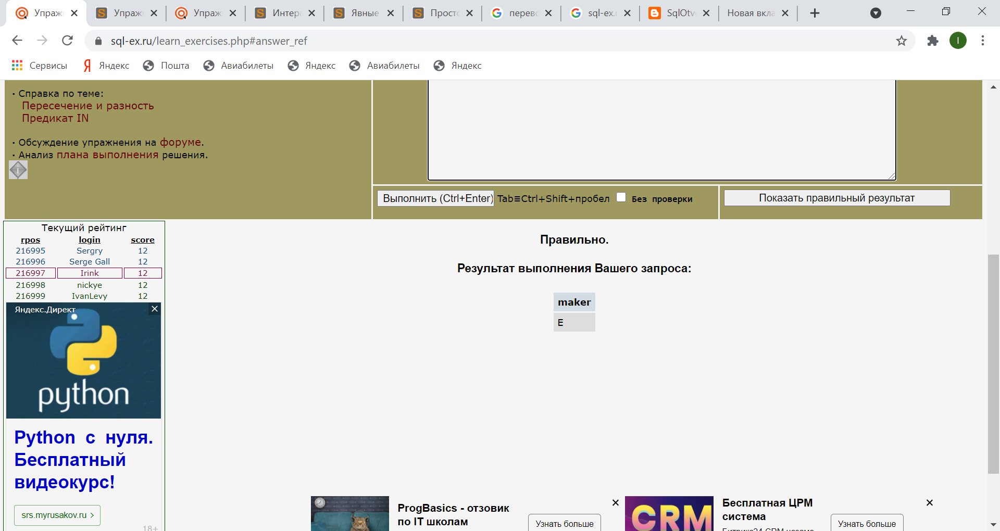 Упраж
Упраж
Упраж
Интер
Явные
Прост
перев
sql-ex.r
SqlOtv
Новая вкла
sql-ex.ru/learn_exercises.php#answer_ref
I
Сервисы
Яндекс
Пошта
Авиабилеты
Яндекс
Авиабилеты
Яндекс
· Справка по теме:
Пересечение и разность
Предикат IN
· Обсуждение упражнения на форуме.
· Анализ плана выполнения решения.
Выполнить (Ctrl+Enter) Tab≡Ctrl+Shift+пробел Без проверки
Показать правильный результат
Текущий рейтинг
rpos login score
216995 Sergry 12
216996 Serge Gall 12
216997 Irink 12
216998 nickye 12
216999 IvanLevy 12
Правильно.
Результат выполнения Вашего запроса:
maker
E
Яндекс.Директ
python
Python с нуля.
Бесплатный
видеокурс!
srs.myrusakov.ru
18+
ProgBasics - отзовик
по IT школам
Узнать больше
CRM
Бесплатная ЦРМ
система
Узнать больше